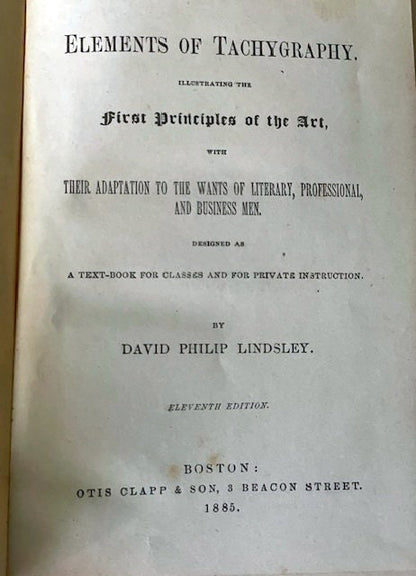 ELEMENTS OF TACHYGRAPHY.
ILLUSTRATING THE
First Principles of the Art,
WITH
THEIR ADAPTATION TO THE WANTS OF LITERARY, PROFESSIONAL,
AND BUSINESS MEN.
DESIGNED AS
A TEXT-BOOK FOR CLASSES AND FOR PRIVATE INSTRUCTION.
BY
DAVID PHILIP LINDSLEY.
ELEVENTH EDITION.
BOSTON:
OTIS CLAPP & SON, 3 BEACON STREET.
1885.